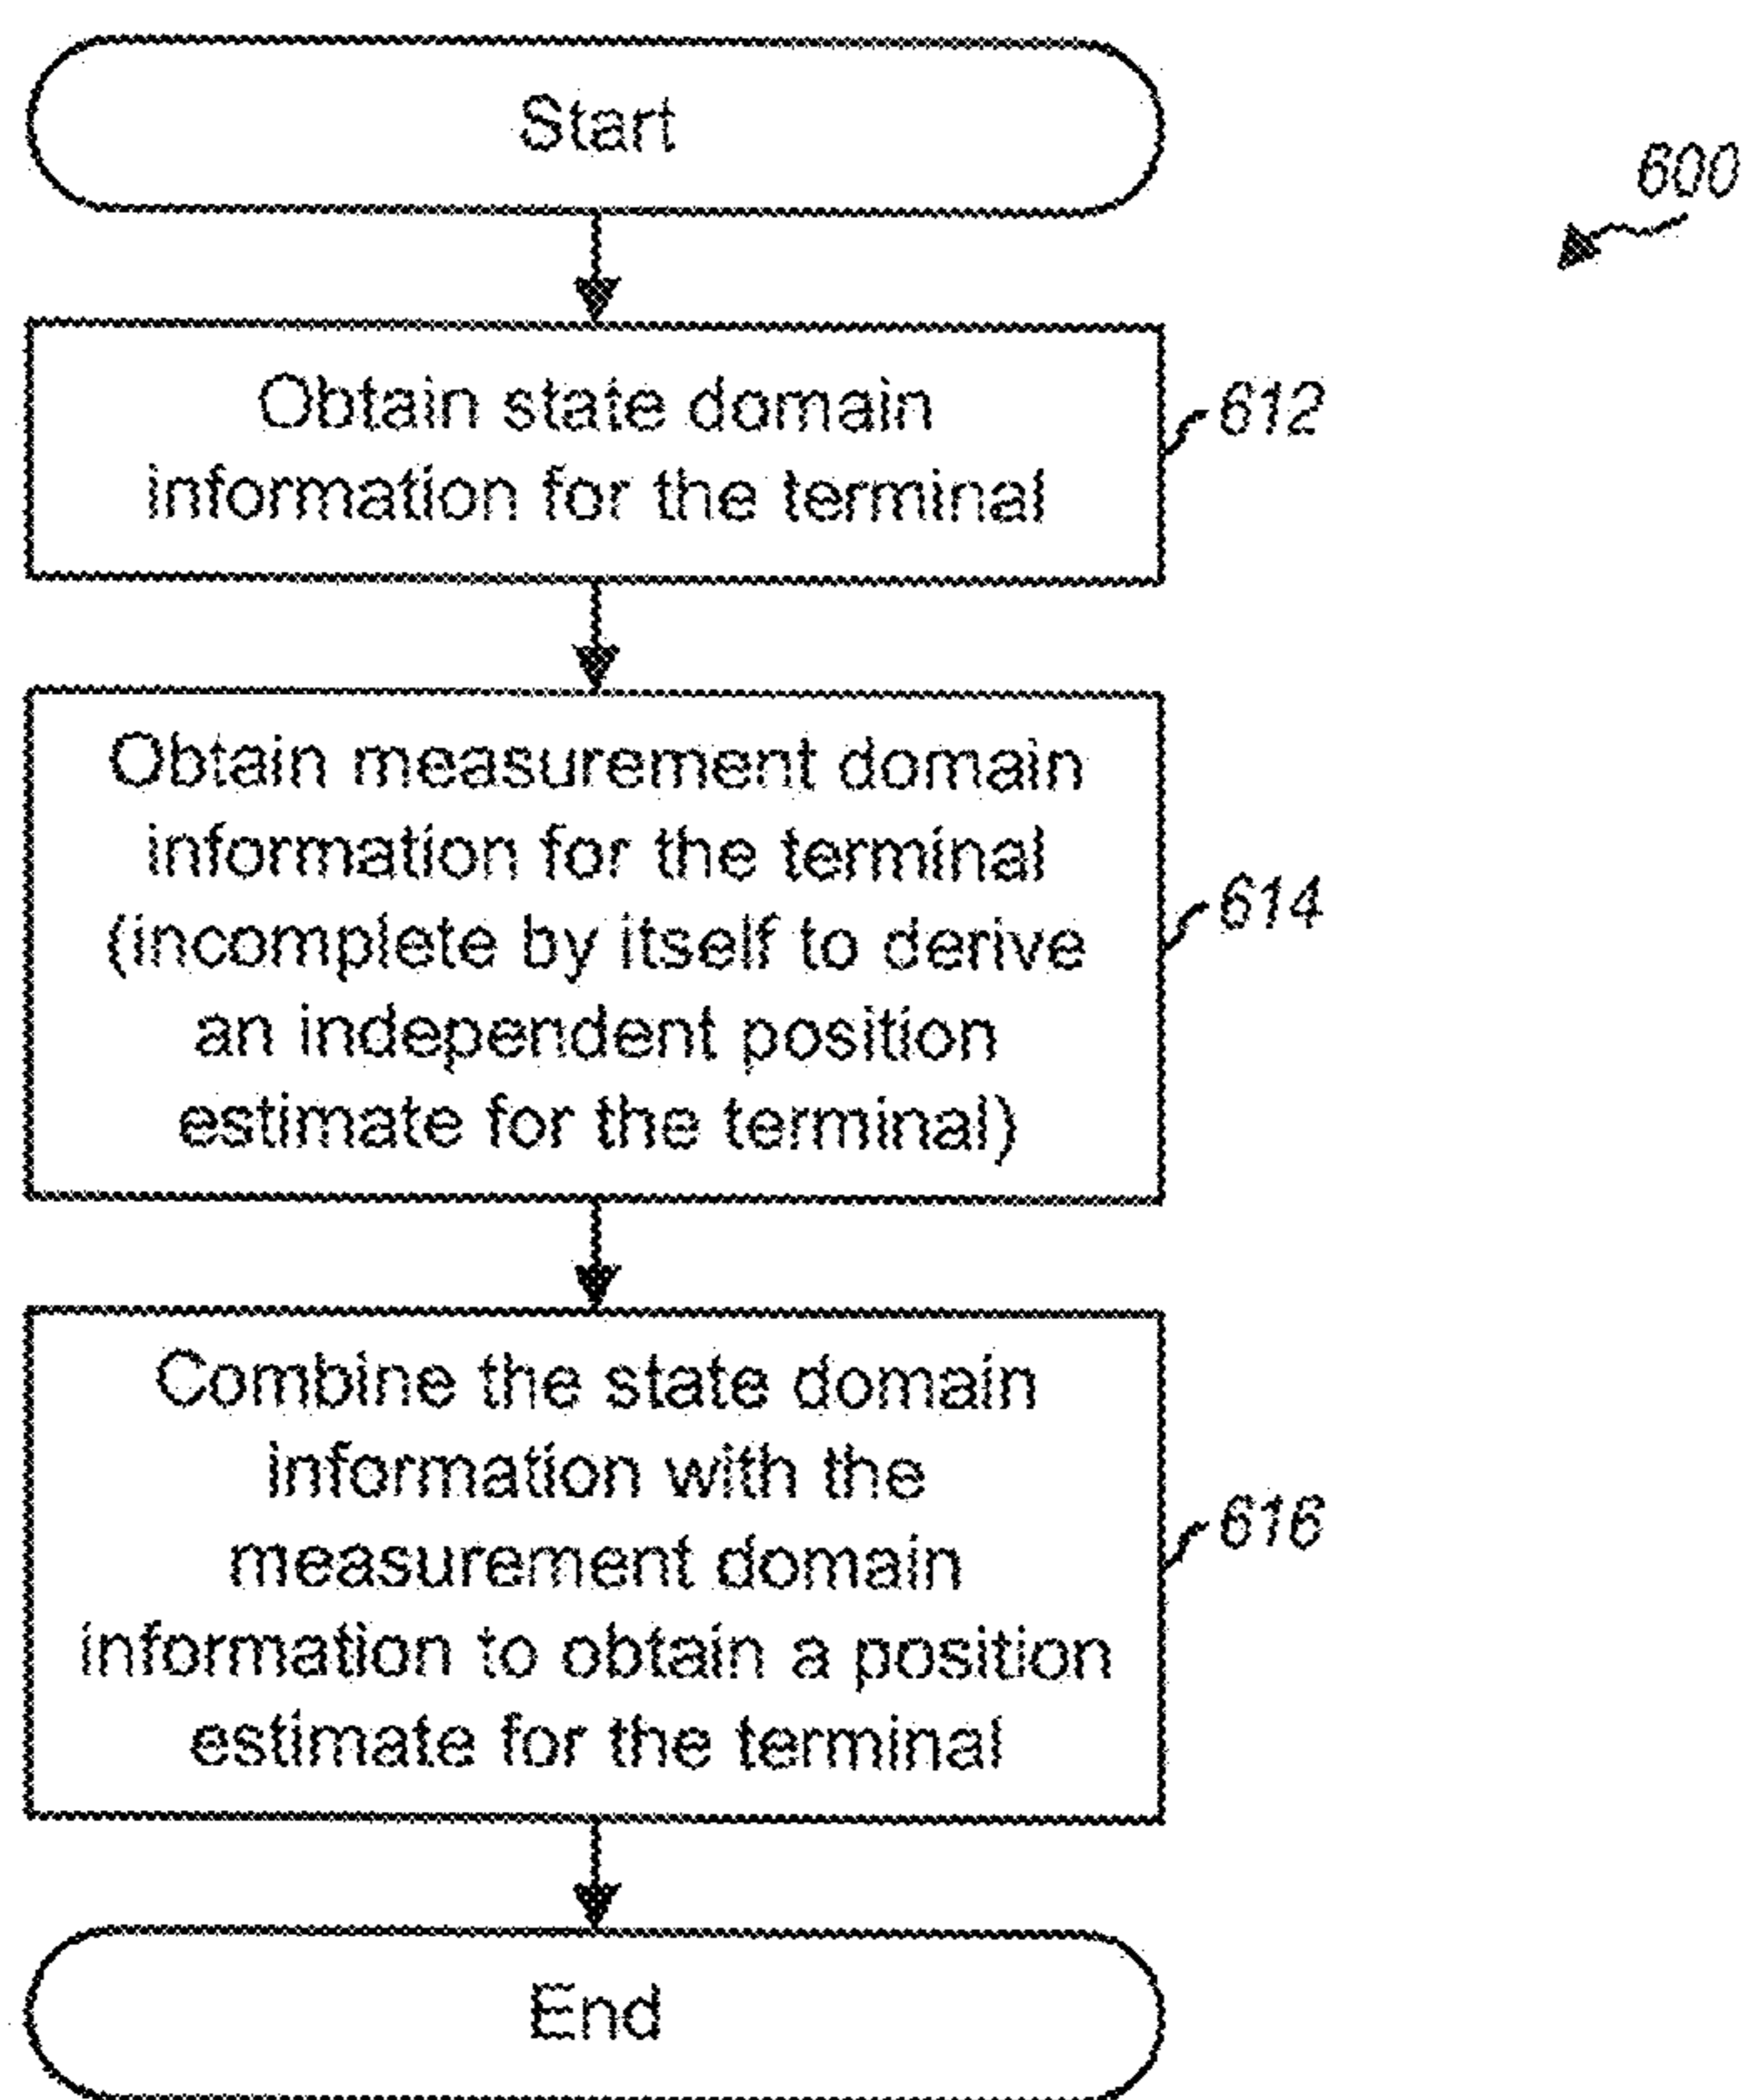 Start
600
Obtain state domain
information for the terminal
612
Obtain measurement domain
information for the terminal
(incomplete by itself to derive
an independent position
estimate for the terminal)
614
Combine the state domain
information with the
measurement domain
information to obtain a position
estimate for the terminal
616
End